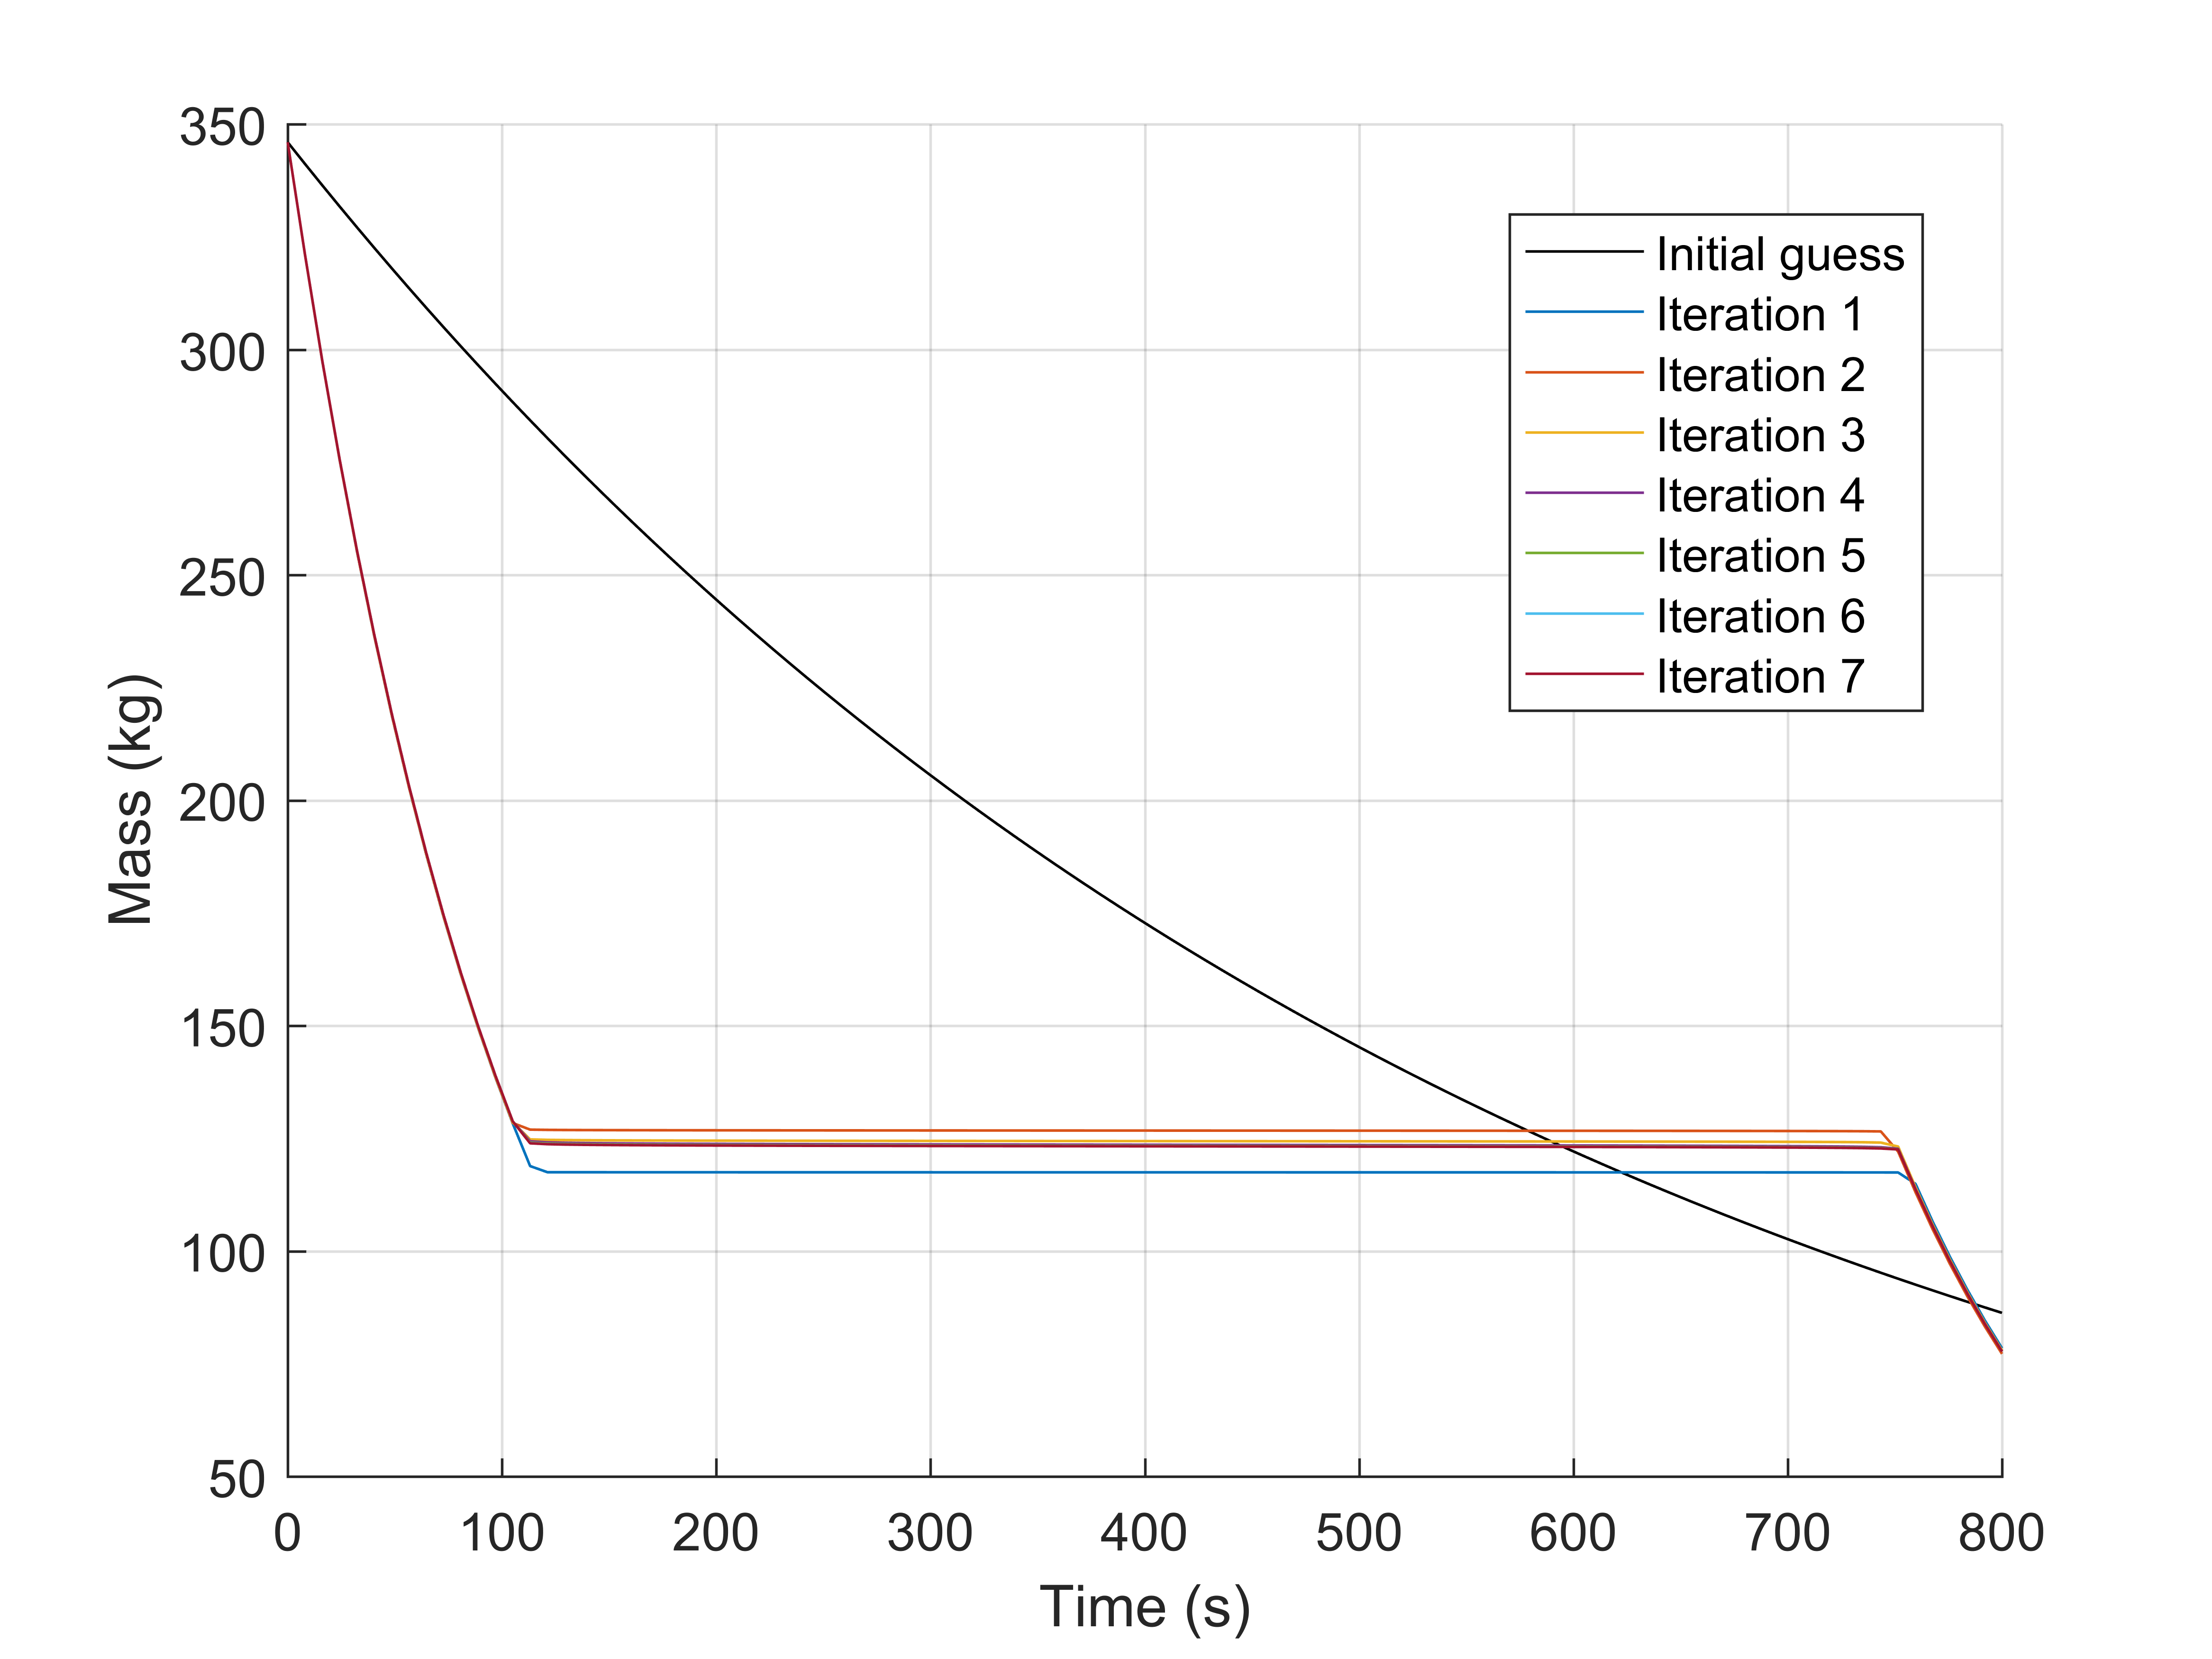 350
300
250
200
150
100
50
Mass (kg)
Initial guess
Iteration 1
Iteration 2
Iteration 3
Iteration 4
Iteration 5
Iteration 6
Iteration 7
0 100 200 300 400 500 600 700 800
Time (s)